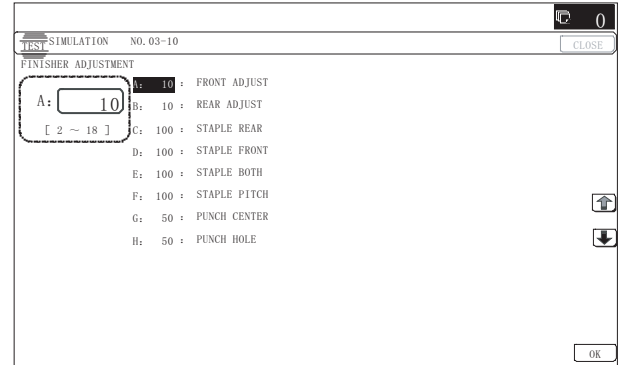 0
TEST SIMULATION NO. 03-10
CLOSE
FINISHER ADJUSTMENT
A: 10
[ 2 ~ 18 ]
A: 10 : FRONT ADJUST
B: 10 : REAR ADJUST
C: 100 : STAPLE REAR
D: 100 : STAPLE FRONT
E: 100 : STAPLE BOTH
F: 100 : STAPLE PITCH
G: 50 : PUNCH CENTER
H: 50 : PUNCH HOLE
OK